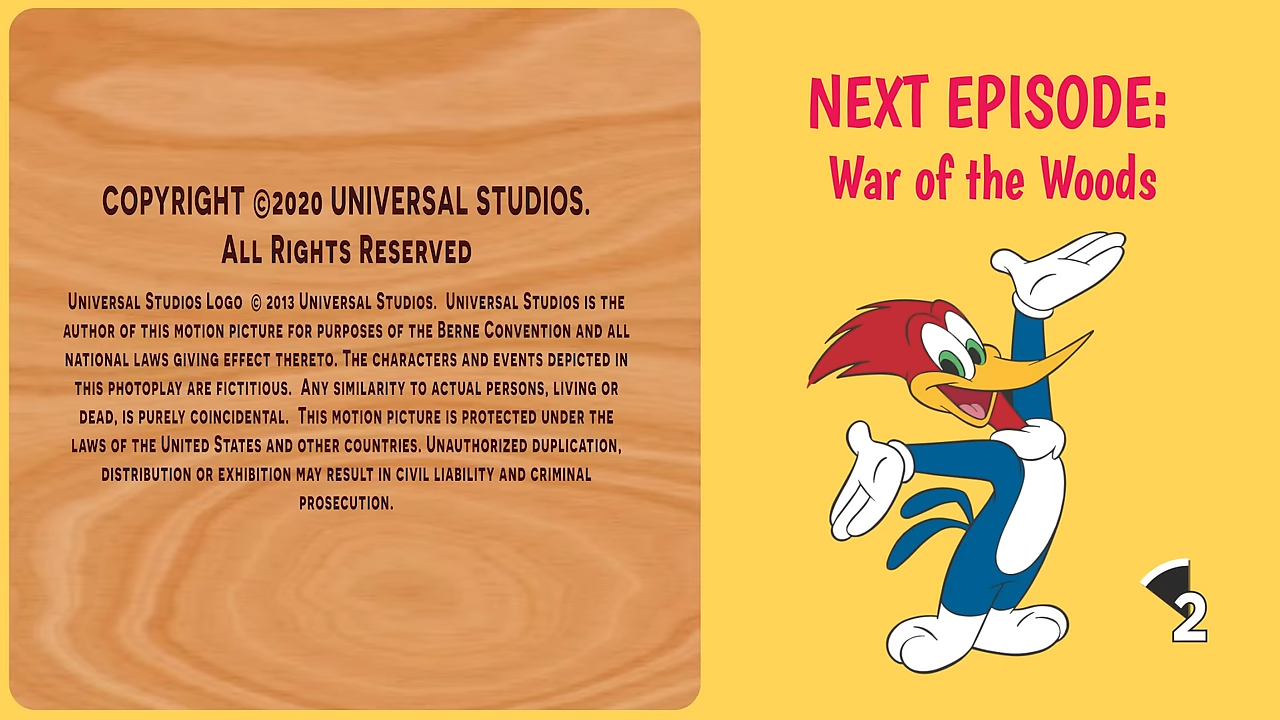 COPYRIGHT ©2020 UNIVERSAL STUDIOS.
ALL RIGHTS RESERVED
UNIVERSAL STUDIOS LOGO © 2013 UNIVERSAL STUDIOS. UNIVERSAL STUDIOS IS THE
AUTHOR OF THIS MOTION PICTURE FOR PURPOSES OF THE BERNE CONVENTION AND ALL
NATIONAL LAWS GIVING EFFECT THERETO. THE CHARACTERS AND EVENTS DEPICTED IN
THIS PHOTOPLAY ARE FICTITIOUS. ANY SIMILARITY TO ACTUAL PERSONS, LIVING OR
DEAD, IS PURELY COINCIDENTAL. THIS MOTION PICTURE IS PROTECTED UNDER THE
LAWS OF THE UNITED STATES AND OTHER COUNTRIES. UNAUTHORIZED DUPLICATION,
DISTRIBUTION OR EXHIBITION MAY RESULT IN CIVIL LIABILITY AND CRIMINAL
PROSECUTION.
NEXT EPISODE:
War of the Woods
2